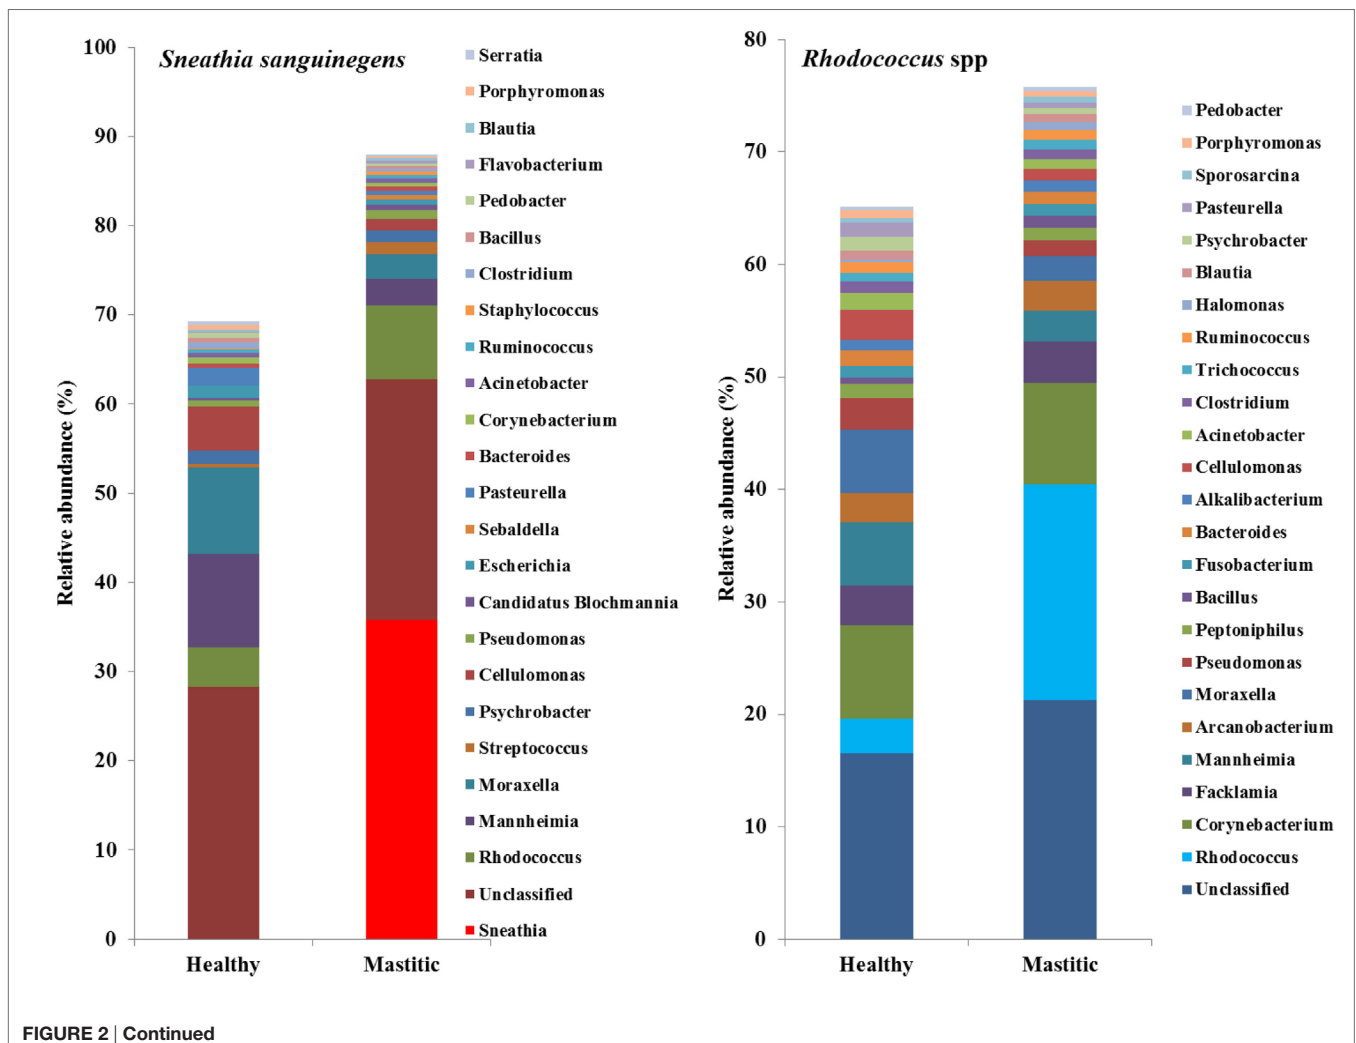 Sneathia sanguinegens
Relative abundance (%)
100
90
80
70
60
50
40
30
20
10
0
Healthy
Mastitic
Serratia
Porphyromonas
Blautia
Flavobacterium
Pedobacter
Bacillus
Clostridium
Staphylococcus
Ruminococcus
Acinetobacter
Corynebacterium
Bacteroides
Pasteurella
Sebaldella
Escherichia
Candidatus Blochmannia
Pseudomonas
Cellulomonas
Psychrobacter
Streptococcus
Moraxella
Mannheimia
Rhodococcus
Unclassified
Sneathia
Rhodococcus spp
Relative abundance (%)
80
70
60
50
40
30
20
10
0
Healthy
Mastitic
Pedobacter
Porphyromonas
Sporosarcina
Pasteurella
Psychrobacter
Blautia
Halomonas
Ruminococcus
Trichococcus
Clostridium
Acinetobacter
Cellulomonas
Alkalibacterium
Bacteroides
Fusobacterium
Bacillus
Peptoniphilus
Pseudomonas
Moraxella
Arcanobacterium
Mannheimia
Facklamia
Corynebacterium
Rhodococcus
Unclassified
FIGURE 2 | Continued